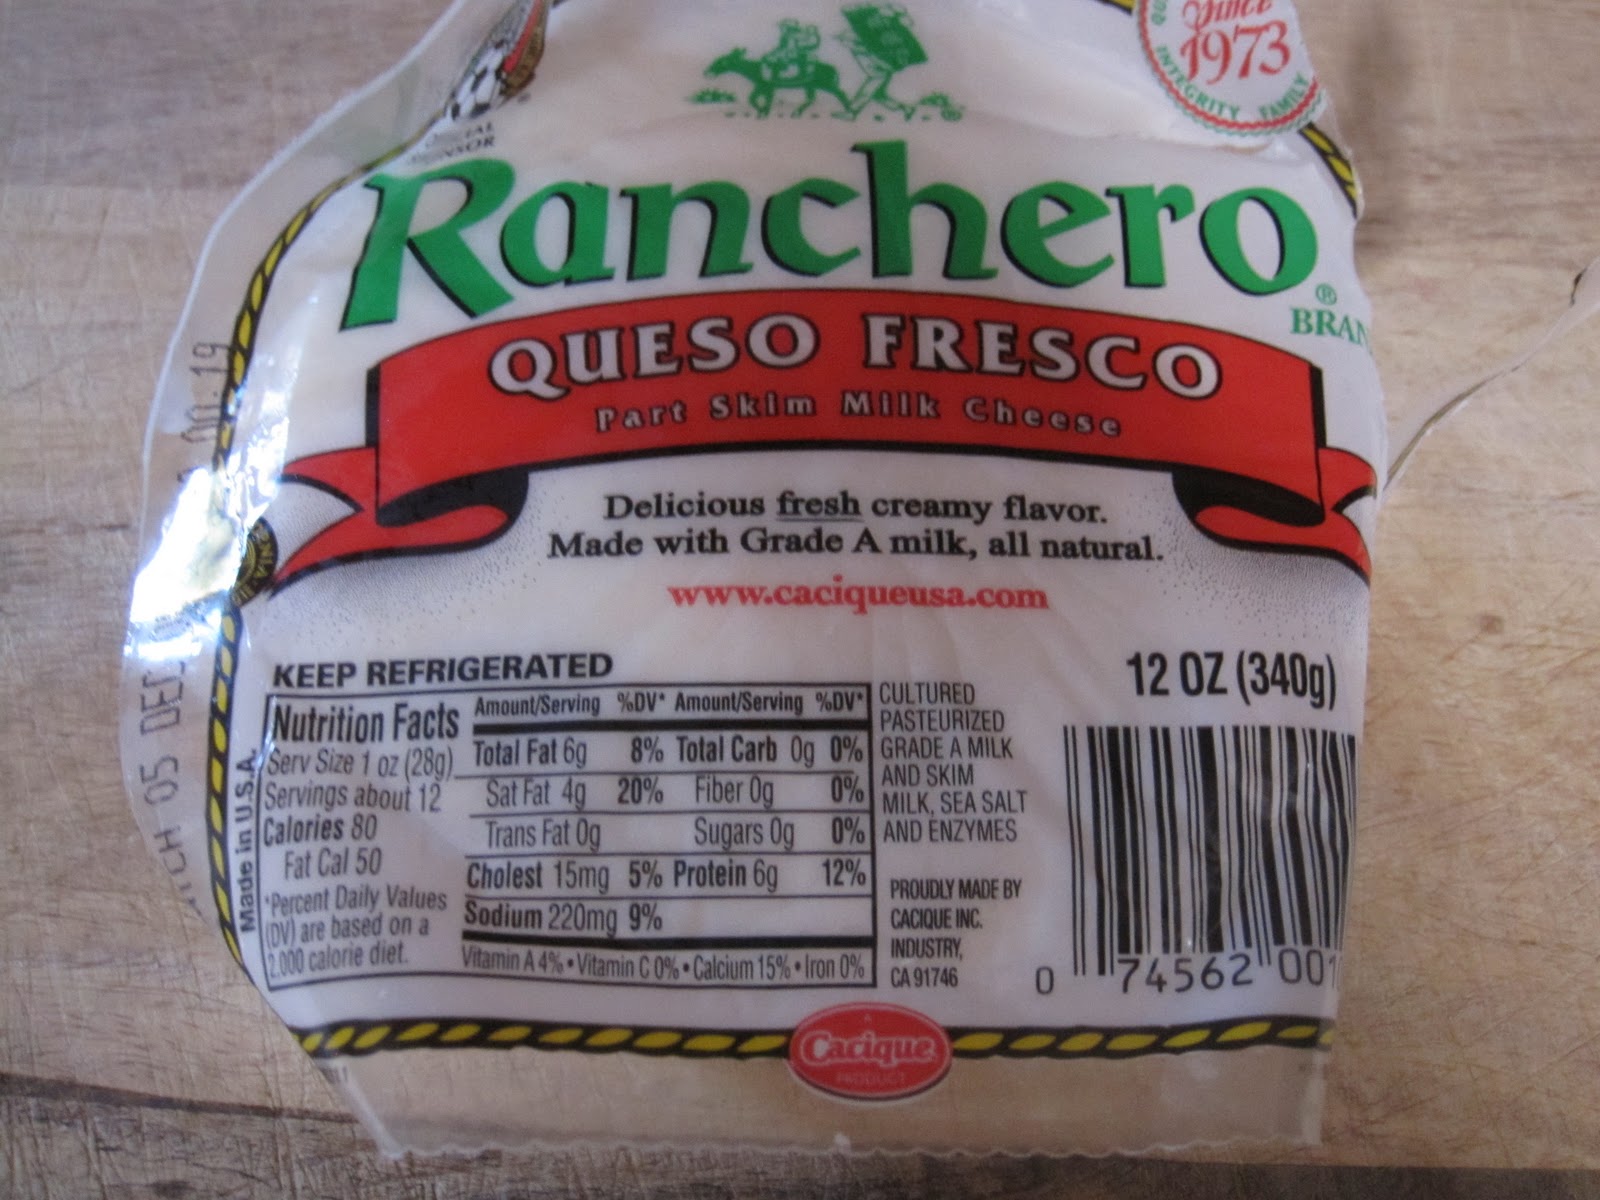 Since
1973
INTEGRITY FAMILY
Ranchero®
QUESO FRESCO
Part Skim Milk Cheese
Delicious fresh creamy flavor.
Made with Grade A milk, all natural.
www.caciqueusa.com
KEEP REFRIGERATED
12 OZ (340g)
Made in U.S.A.
Nutrition Facts
Serv Size 1 oz (28g)
Servings about 12
Calories 80
Fat Cal 50
*Percent Daily Values
(DV) are based on a
2,000 calorie diet.
Amount/Serving %DV* Amount/Serving %DV*
Total Fat 6g 8% Total Carb 0g 0%
Sat Fat 4g 20% Fiber 0g 0%
Trans Fat 0g Sugars 0g 0%
Cholest 15mg 5% Protein 6g 12%
Sodium 220mg 9%
Vitamin A 4% • Vitamin C 0% • Calcium 15% • Iron 0%
CULTURED
PASTEURIZED
GRADE A MILK
AND SKIM
MILK, SEA SALT
AND ENZYMES
PROUDLY MADE BY
CACIQUE INC.
INDUSTRY,
CA 91746
0 74562 001
05 DEC
A
Cacique
PRODUCT